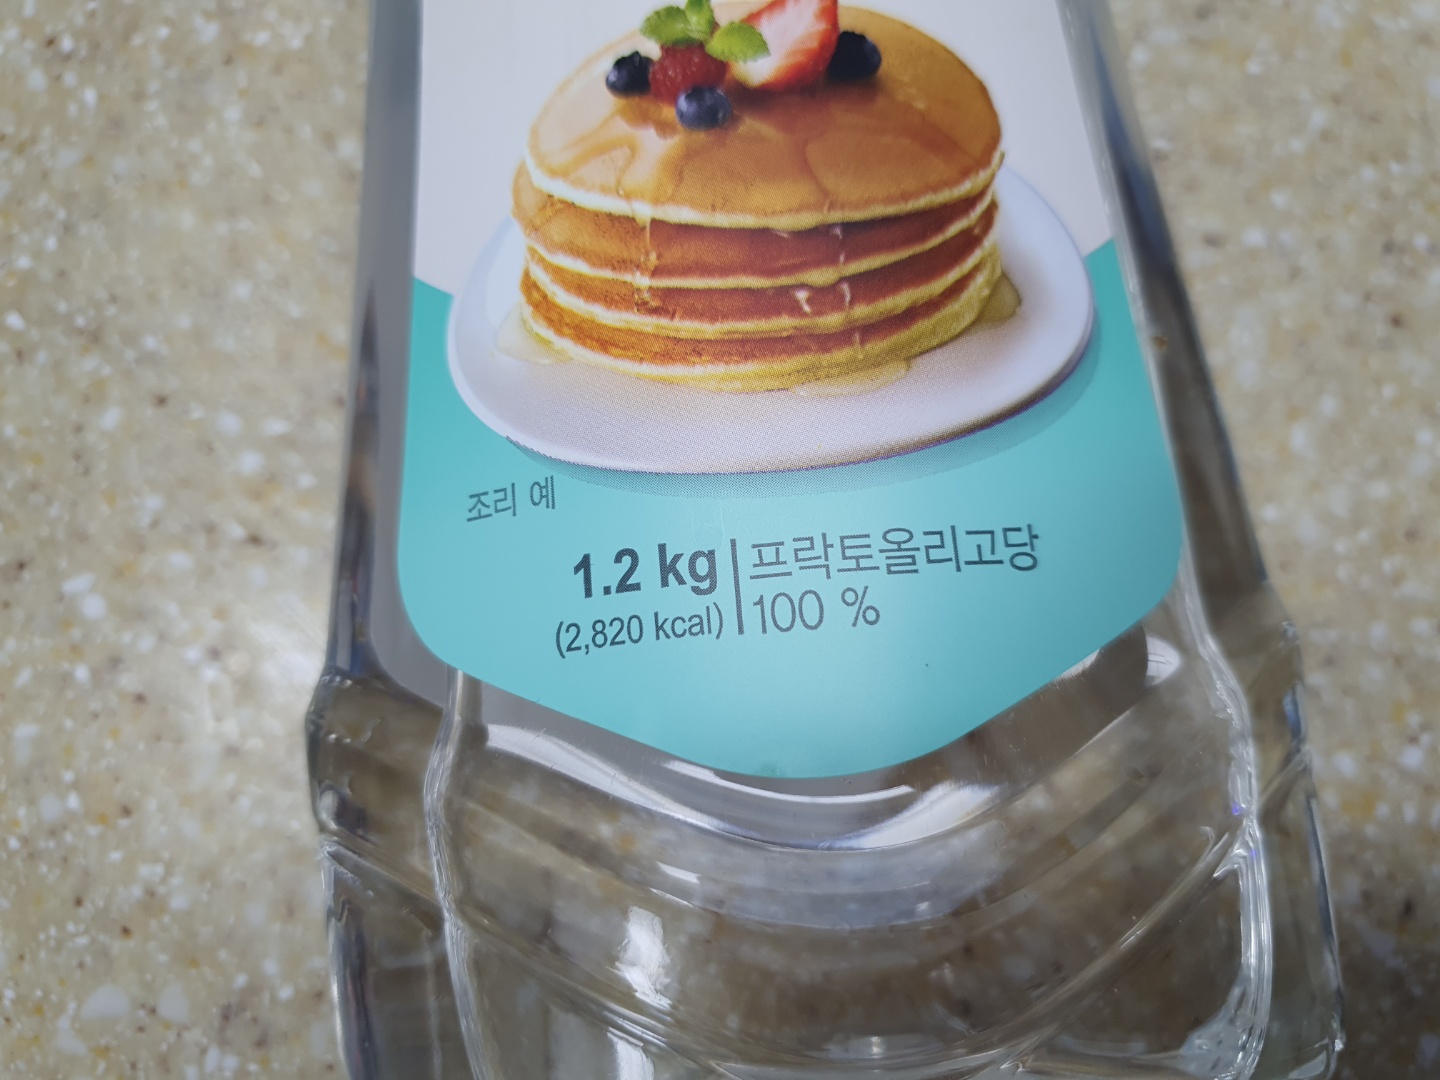 조리 예
1.2 kg
(2,820 kcal)
프락토올리고당
100 %